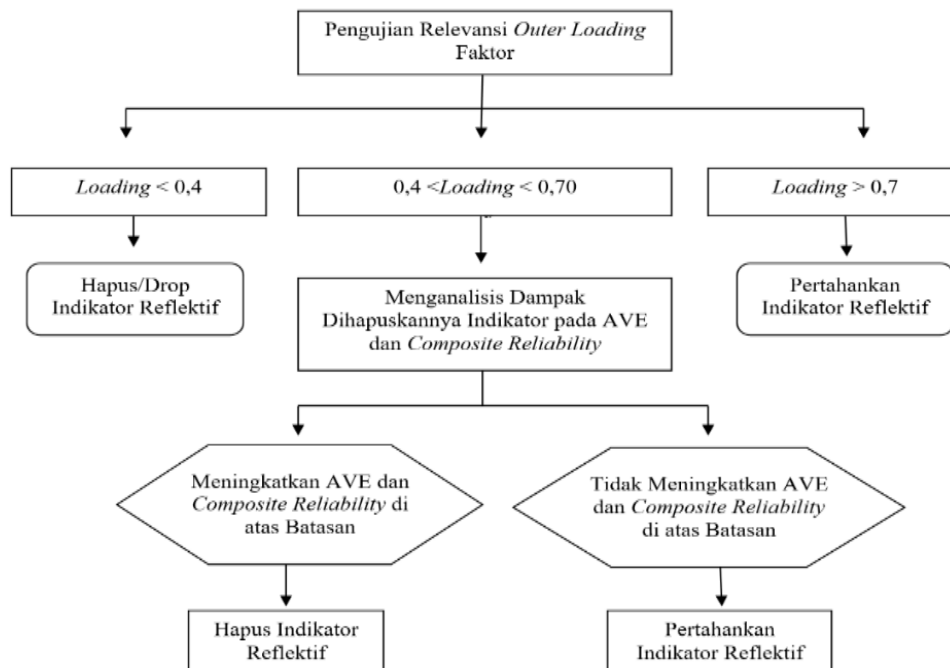 Pengujian Relevansi Outer Loading
Faktor
Loading < 0,4
0,4 <Loading < 0,70
Loading > 0,7
Hapus/Drop
Indikator Reflektif
Menganalisis Dampak
Dihapuskannya Indikator pada AVE
dan Composite Reliability
Pertahankan
Indikator Reflektif
Meningkatkan AVE dan
Composite Reliability di
atas Batasan
Tidak Meningkatkan AVE
dan Composite Reliability
di atas Batasan
Hapus Indikator
Reflektif
Pertahankan
Indikator Reflektif